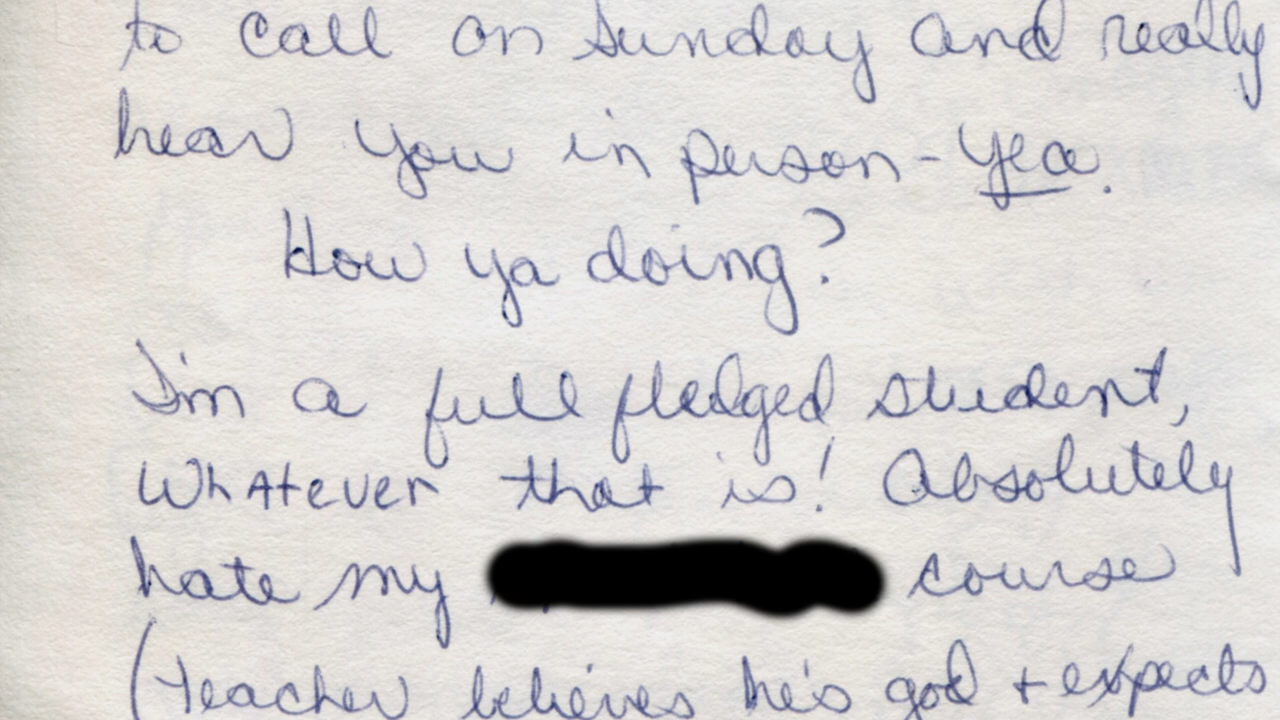 to call on Sunday and really
hear you in person - yea.
How ya doing?
I'm a full fledged student,
Whatever that is! Absolutely
hate my course
(teacher believes he's god + expects